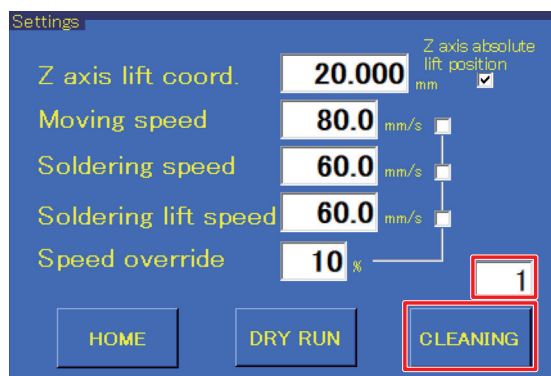 Settings
Z axis absolute
lift position
Z axis lift coord. 20.000 mm
Moving speed 80.0 mm/s
Soldering speed 60.0 mm/s
Soldering lift speed 60.0 mm/s
Speed override 10 %
1
HOME DRY RUN CLEANING